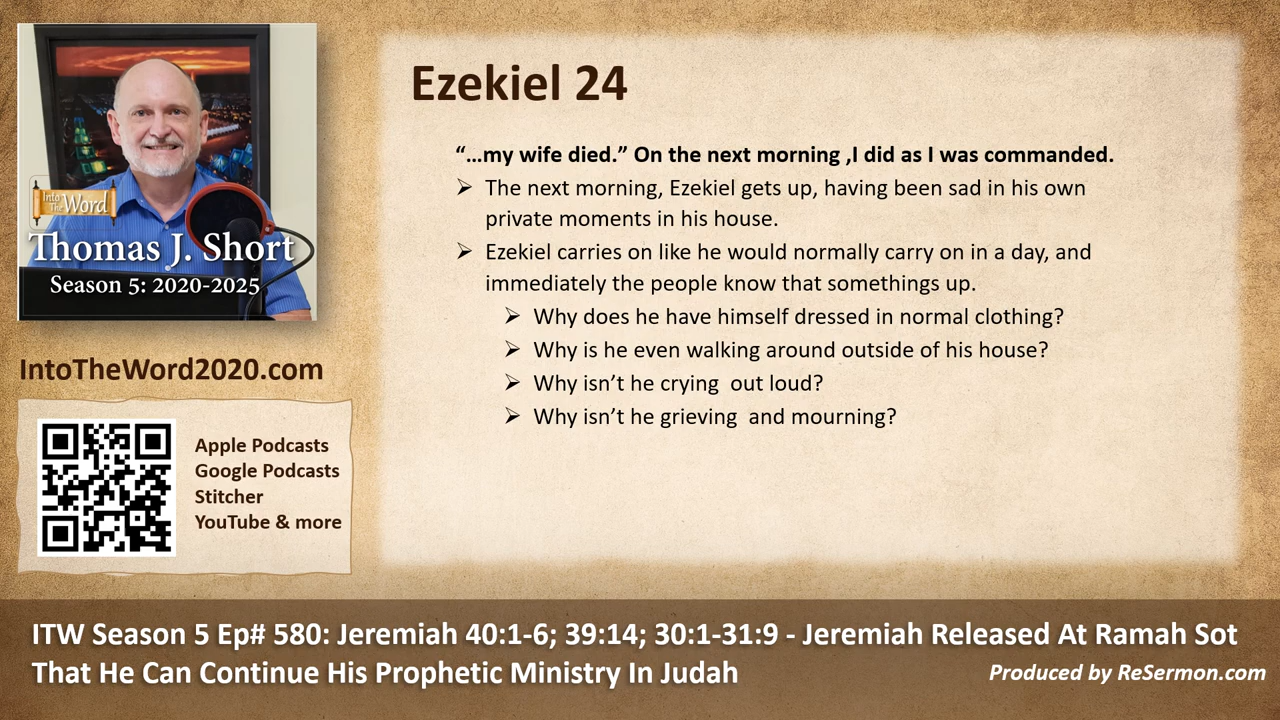 Into
The Word
Thomas J. Short
Season 5: 2020-2025
IntoTheWord2020.com
Apple Podcasts
Google Podcasts
Stitcher
YouTube & more
Ezekiel 24
“…my wife died.” On the next morning ,I did as I was commanded.
➢ The next morning, Ezekiel gets up, having been sad in his own
private moments in his house.
➢ Ezekiel carries on like he would normally carry on in a day, and
immediately the people know that somethings up.
➢ Why does he have himself dressed in normal clothing?
➢ Why is he even walking around outside of his house?
➢ Why isn’t he crying  out loud?
➢ Why isn’t he grieving  and mourning?
ITW Season 5 Ep# 580: Jeremiah 40:1-6; 39:14; 30:1-31:9 - Jeremiah Released At Ramah Sot
That He Can Continue His Prophetic Ministry In Judah
Produced by ReSermon.com